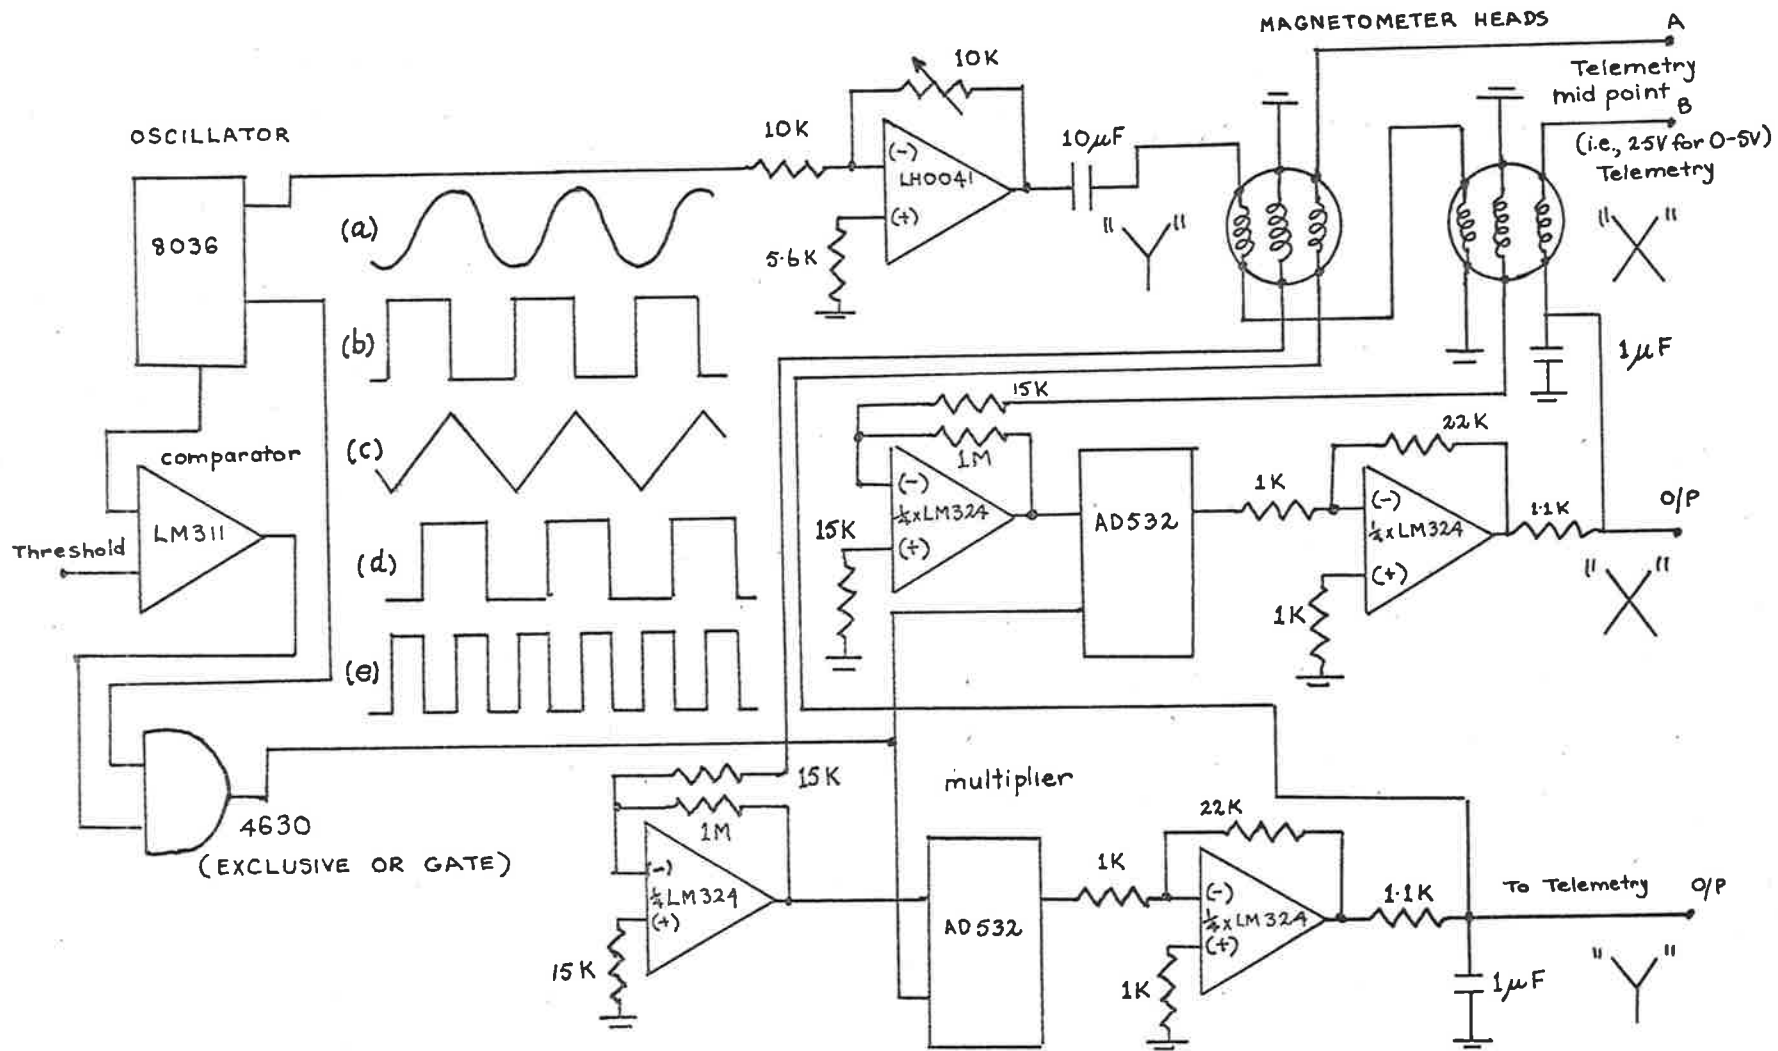 MAGNETOMETER HEADS
A
Telemetry
mid point
B
(i.e., 2·5V for 0-5V)
Telemetry
OSCILLATOR
8036
10K
10K
(-)
LH0041
(+)
5.6K
10µF
"Y"
"X"
1µF
(a)
(b)
(c)
(d)
(e)
comparator
LM311
Threshold
4630
(EXCLUSIVE OR GATE)
15K
1M
(-)
¼xLM324
(+)
15K
AD532
1K
22K
(-)
¼xLM324
(+)
1K
1·1K
O/P
"X"
15K
1M
(-)
¼LM324
(+)
15K
multiplier
AD532
1K
22K
(-)
¼xLM324
(+)
1K
1·1K
To Telemetry
O/P
1µF
"Y"